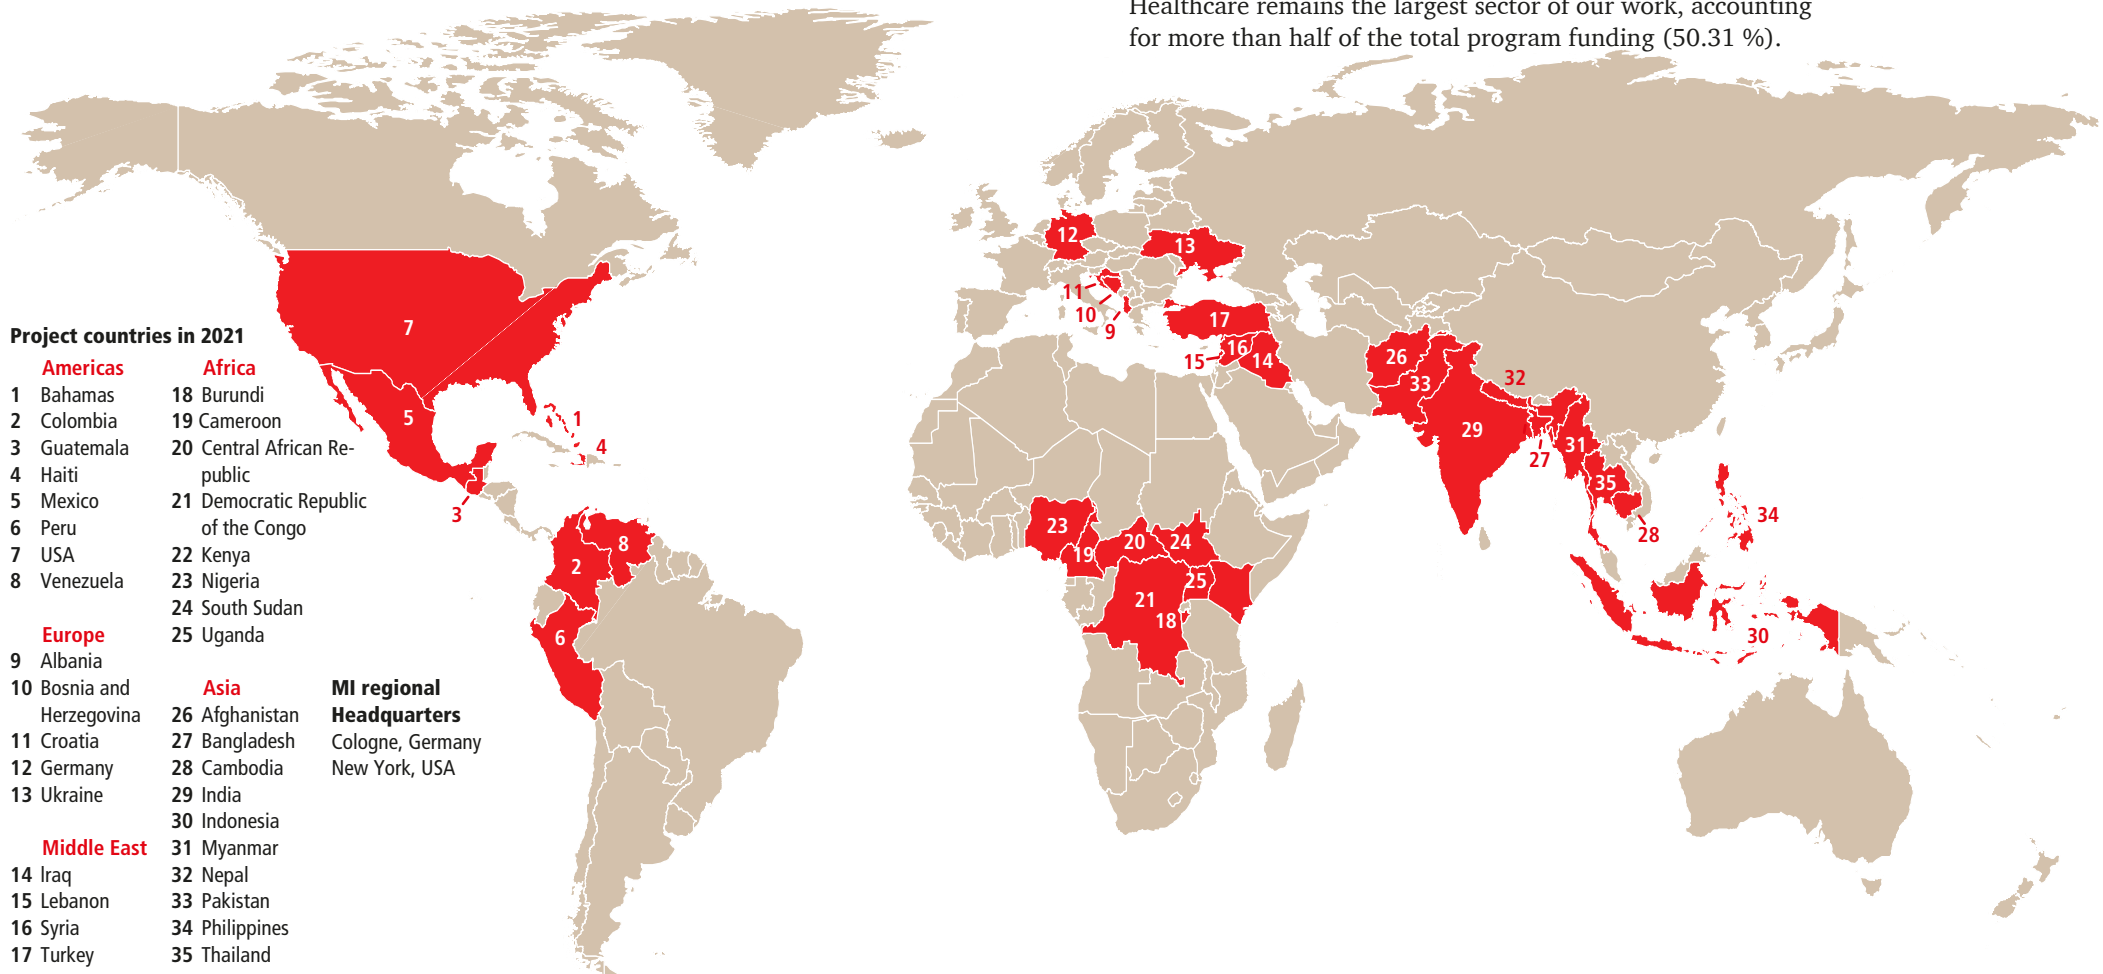 Healthcare remains the largest sector of our work, accounting
for more than half of the total program funding (50.31 %).
Project countries in 2021
Americas
1 Bahamas
2 Colombia
3 Guatemala
4 Haiti
5 Mexico
6 Peru
7 USA
8 Venezuela
Europe
9 Albania
10 Bosnia and
Herzegovina
11 Croatia
12 Germany
13 Ukraine
Middle East
14 Iraq
15 Lebanon
16 Syria
17 Turkey
Africa
18 Burundi
19 Cameroon
20 Central African Re-
public
21 Democratic Republic
of the Congo
22 Kenya
23 Nigeria
24 South Sudan
25 Uganda
Asia
26 Afghanistan
27 Bangladesh
28 Cambodia
29 India
30 Indonesia
31 Myanmar
32 Nepal
33 Pakistan
34 Philippines
35 Thailand
MI regional
Headquarters
Cologne, Germany
New York, USA
7
5
1
4
3
2
8
6
12
13
11
10
9
17
15
16
14
26
33
32
29
27
31
35
28
34
30
23
19
20
24
25
21
18